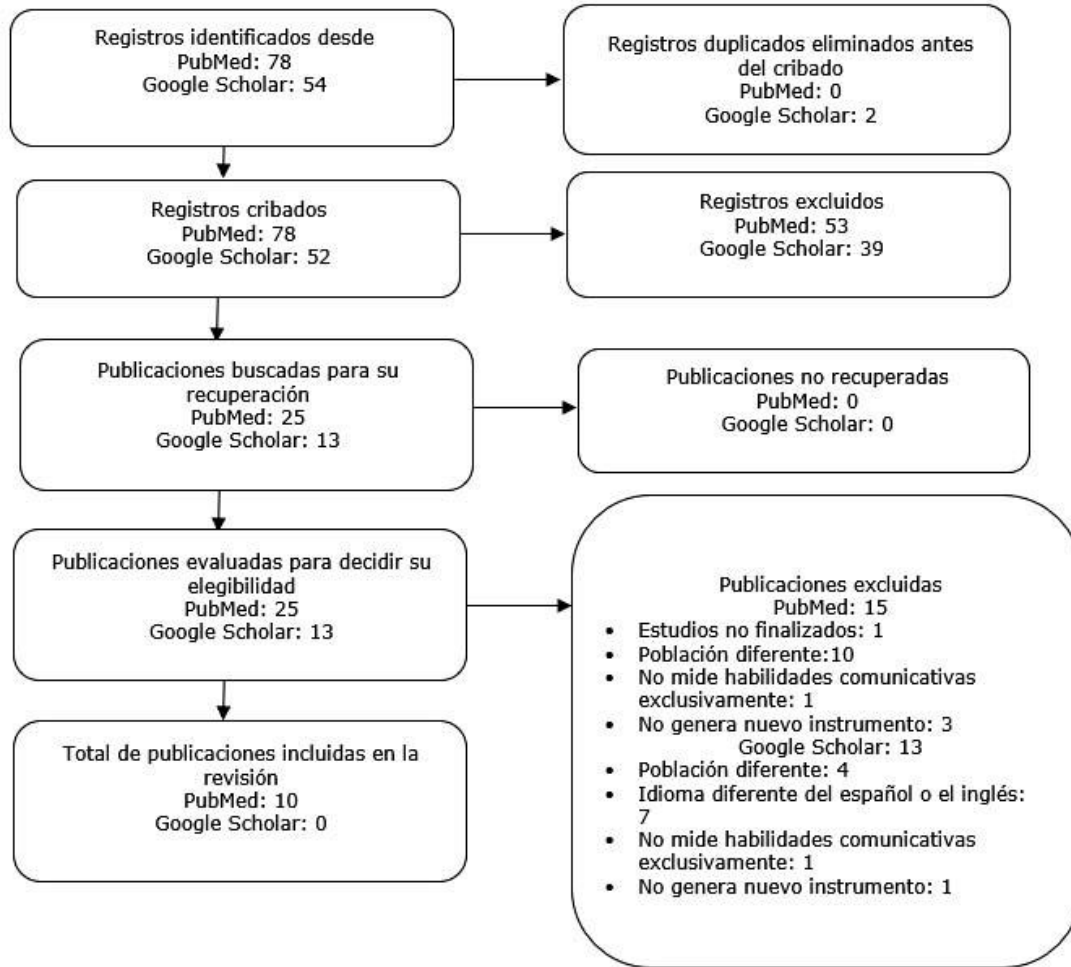 Registros identificados desde
PubMed: 78
Google Scholar: 54
Registros duplicados eliminados antes
del cribado
PubMed: 0
Google Scholar: 2
Registros cribados
PubMed: 78
Google Scholar: 52
Registros excluidos
PubMed: 53
Google Scholar: 39
Publicaciones buscadas para su
recuperación
PubMed: 25
Google Scholar: 13
Publicaciones no recuperadas
PubMed: 0
Google Scholar: 0
Publicaciones evaluadas para decidir su
elegibilidad
PubMed: 25
Google Scholar: 13
Publicaciones excluidas
PubMed: 15
• Estudios no finalizados: 1
• Población diferente:10
• No mide habilidades comunicativas
exclusivamente: 1
• No genera nuevo instrumento: 3
Google Scholar: 13
• Población diferente: 4
• Idioma diferente del español o el inglés:
7
• No mide habilidades comunicativas
exclusivamente: 1
• No genera nuevo instrumento: 1
Total de publicaciones incluidas en la
revisión
PubMed: 10
Google Scholar: 0